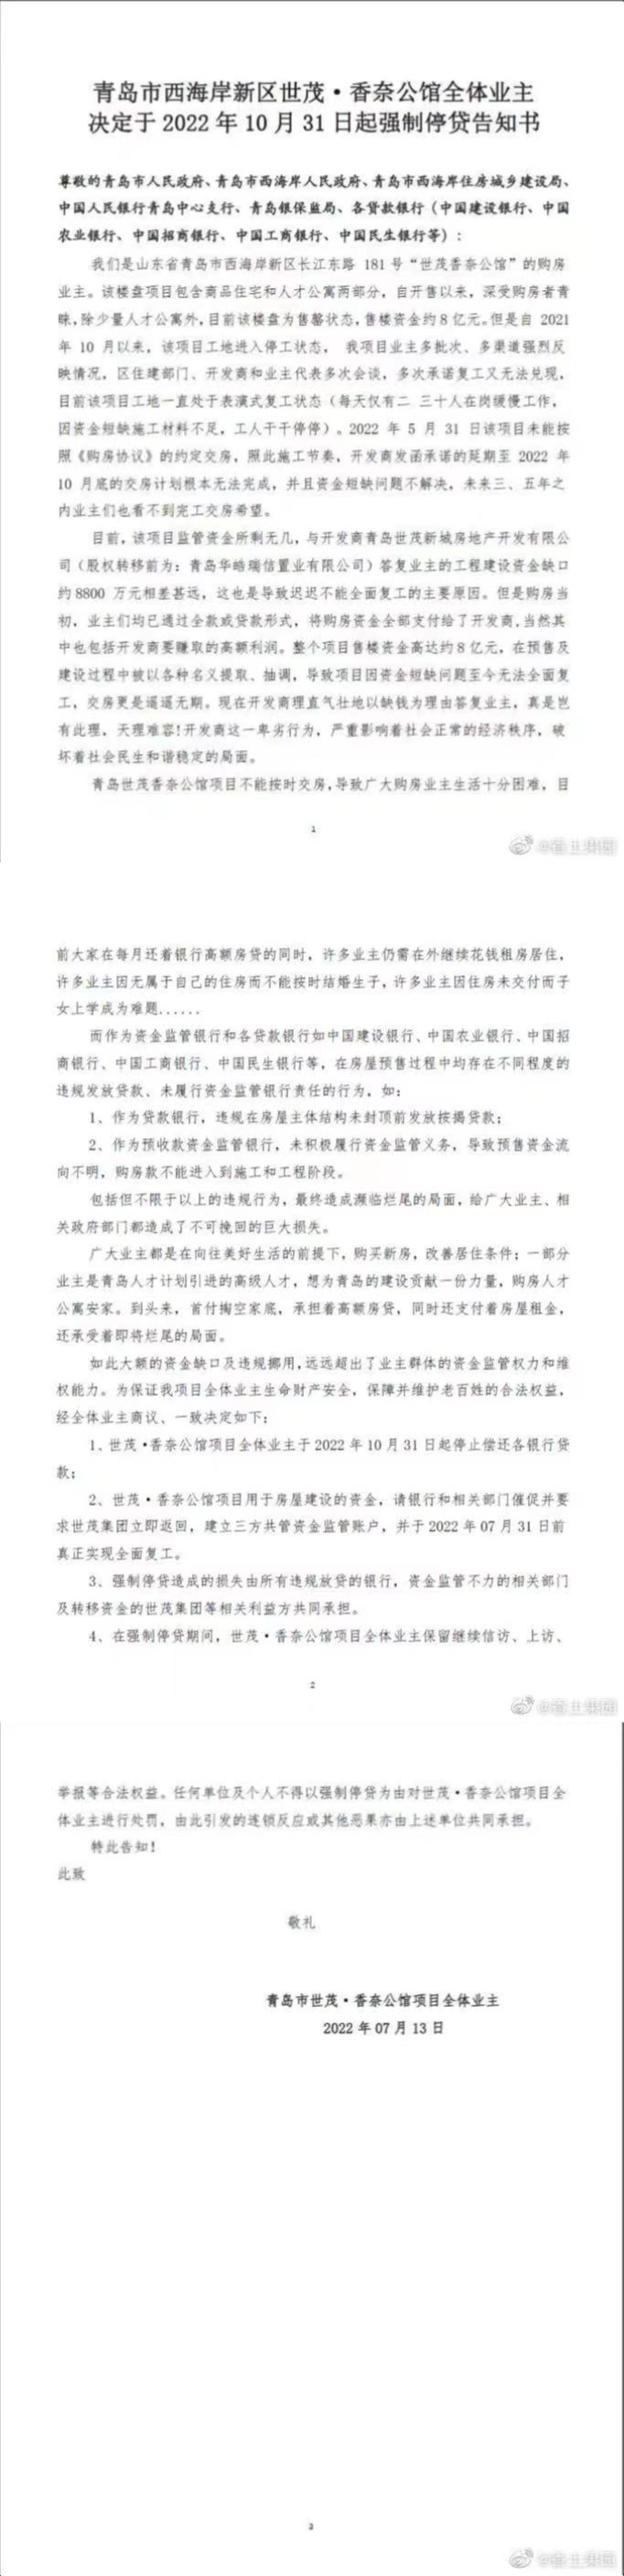 青岛市西海岸新区世茂·香奈公馆全体业主
决定于 2022 年 10 月 31 日起强制停贷告知书
尊敬的青岛市人民政府、青岛市西海岸人民政府、青岛市西海岸住房城乡建设局、
中国人民银行青岛中心支行、青岛银保监局、各贷款银行（中国建设银行、中国
农业银行、中国招商银行、中国工商银行、中国民生银行等）:
我们是山东省青岛市西海岸新区长江东路 181 号“世茂香奈公馆”的购房
业主。该楼盘项目包含商品住宅和人才公寓两部分，自开售以来，深受购房者青
睐，除少量人才公寓外，目前该楼盘为售罄状态，售楼资金约8 亿元。但是自 2021
年 10 月以来，该项目工地进入停工状态， 我项目业主多批次、多渠道强烈反
映情况，区住建部门、开发商和业主代表多次会谈，多次承诺复工又无法兑现，
目前该项目工地一直处于表演式复工状态（每天仅有二 三十人在岗缓慢工作，
因资金短缺施工材料不足，工人干干停停）。2022 年 5 月 31 日该项目未能按
照《购房协议》的约定交房，照此施工节奏，开发商发函承诺的延期至 2022 年
10 月底的交房计划根本无法完成，并且资金短缺问题不解决，未来三、五年之
内业主们也看不到完工交房希望。
目前，该项目监管资金所剩无几，与开发商青岛世茂新城房地产开发有限公
司（股权转移前为：青岛华皓瑞信置业有限公司）答复业主的工程建设资金缺口
约8800 万元相差甚远，这也是导致迟迟不能全面复工的主要原因。但是购房当
初，业主们均已通过全款或贷款形式，将购房资金全部支付给了开发商，当然其
中也包括开发商要赚取的高额利润。整个项目售楼资金高达约8 亿元，在预售及
建设过程中被以各种名义提取、抽调，导致项目因资金短缺问题至今无法全面复
工，交房更是遥遥无期。现在开发商理直气壮地以缺钱为理由答复业主，真是岂
有此理，天理难容!开发商这一卑劣行为，严重影响着社会正常的经济秩序，破
坏着社会民生和谐稳定的局面。
青岛世茂香奈公馆项目不能按时交房，导致广大购房业主生活十分困难，目
1
前大家在每月还着银行高额房贷的同时，许多业主仍需在外继续花钱租房居住，
许多业主因无属于自己的住房而不能按时结婚生子，许多业主因住房未交付而子
女上学成为难题......
而作为资金监管银行和各贷款银行如中国建设银行、中国农业银行、中国招
商银行、中国工商银行、中国民生银行等，在房屋预售过程中均存在不同程度的
违规发放贷款、未履行资金监管银行责任的行为，如：
1、作为贷款银行，违规在房屋主体结构未封顶前发放按揭贷款；
2、作为预收款资金监管银行，未积极履行资金监管义务，导致预售资金流
向不明，购房款不能进入到施工和工程阶段。
包括但不限于以上的违规行为，最终造成濒临烂尾的局面，给广大业主、相
关政府部门都造成了不可挽回的巨大损失。
广大业主都是在向往美好生活的前提下，购买新房，改善居住条件；一部分
业主是青岛人才计划引进的高级人才，想为青岛的建设贡献一份力量，购房人才
公寓安家。到头来，首付掏空家底，承担着高额房贷，同时还支付着房屋租金，
还承受着即将烂尾的局面。
如此大额的资金缺口及违规挪用，远远超出了业主群体的资金监管权力和维
权能力。为保证我项目全体业主生命财产安全，保障并维护老百姓的合法权益，
经全体业主商议、一致决定如下：
1、世茂·香奈公馆项目全体业主于 2022 年 10 月 31 日起停止偿还各银行贷
款；
2、世茂·香奈公馆项目用于房屋建设的资金，请银行和相关部门催促并要
求世茂集团立即返回，建立三方共管资金监管账户，并于 2022 年 07 月 31 日前
真正实现全面复工。
3、强制停贷造成的损失由所有违规放贷的银行，资金监管不力的相关部门
及转移资金的世茂集团等相关利益方共同承担。
4、在强制停贷期间，世茂·香奈公馆项目全体业主保留继续信访、上访、
2
举报等合法权益。任何单位及个人不得以强制停贷为由对世茂·香奈公馆项目全
体业主进行处罚，由此引发的连锁反应或其他恶果亦由上述单位共同承担。
特此告知！
此致
敬礼
青岛市世茂·香奈公馆项目全体业主
2022 年 07 月 13 日
3